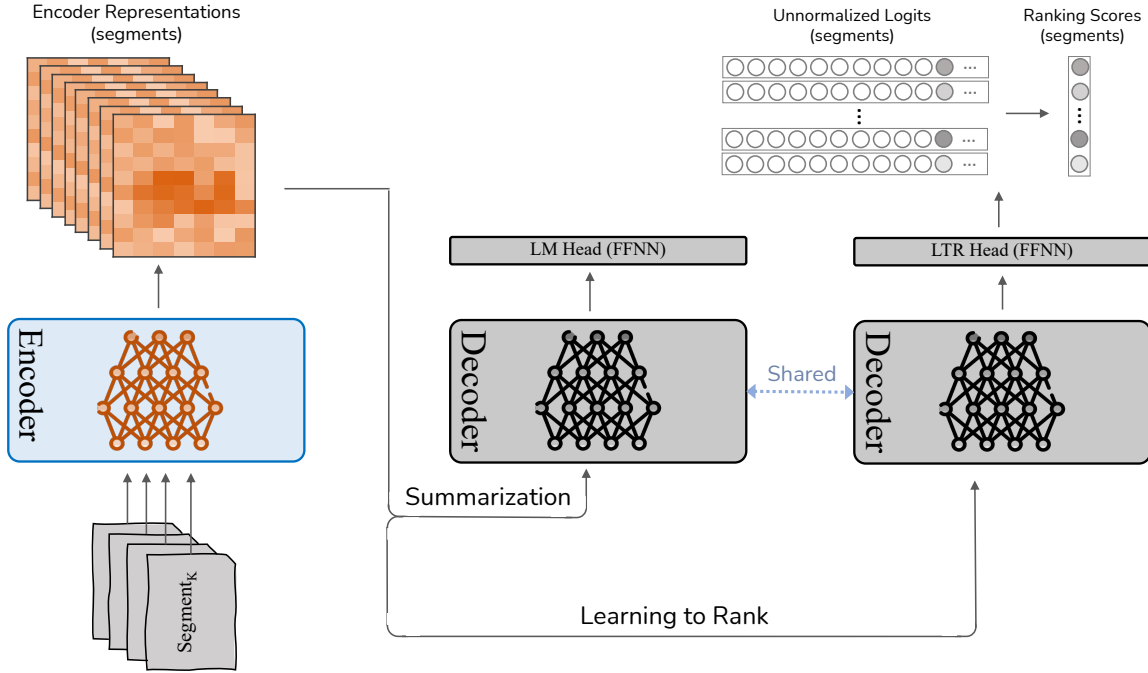 Encoder Representations
(segments)
Unnormalized Logits
(segments)
Ranking Scores
(segments)
...
...
...
...
LM Head (FFNN)
LTR Head (FFNN)
Encoder
Decoder
Shared
Decoder
Summarization
Segment_K
Learning to Rank